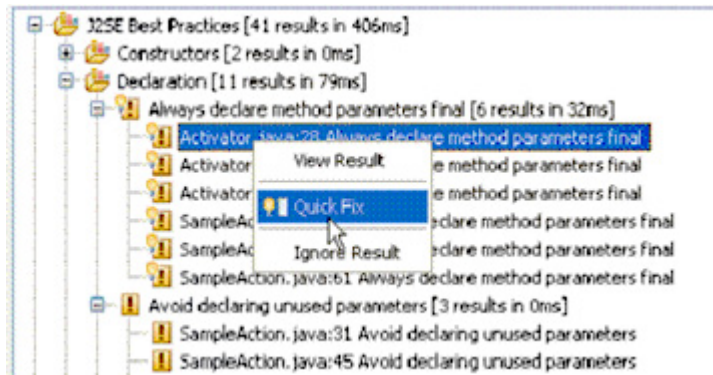 J2SE Best Practices [41 results in 406ms]
Constructors [2 results in 0ms]
Declaration [11 results in 79ms]
Always declare method parameters final [6 results in 32ms]
Activator.java:28 Always declare method parameters final
View Result
Activator e method parameters final
Activator e method parameters final
Quick Fix
SampleAc declare method parameters final
SampleAc declare method parameters final
Ignore Result
SampleAction.java:61 Always declare method parameters final
Avoid declaring unused parameters [3 results in 0ms]
SampleAction.java:31 Avoid declaring unused parameters
SampleAction.java:45 Avoid declaring unused parameters